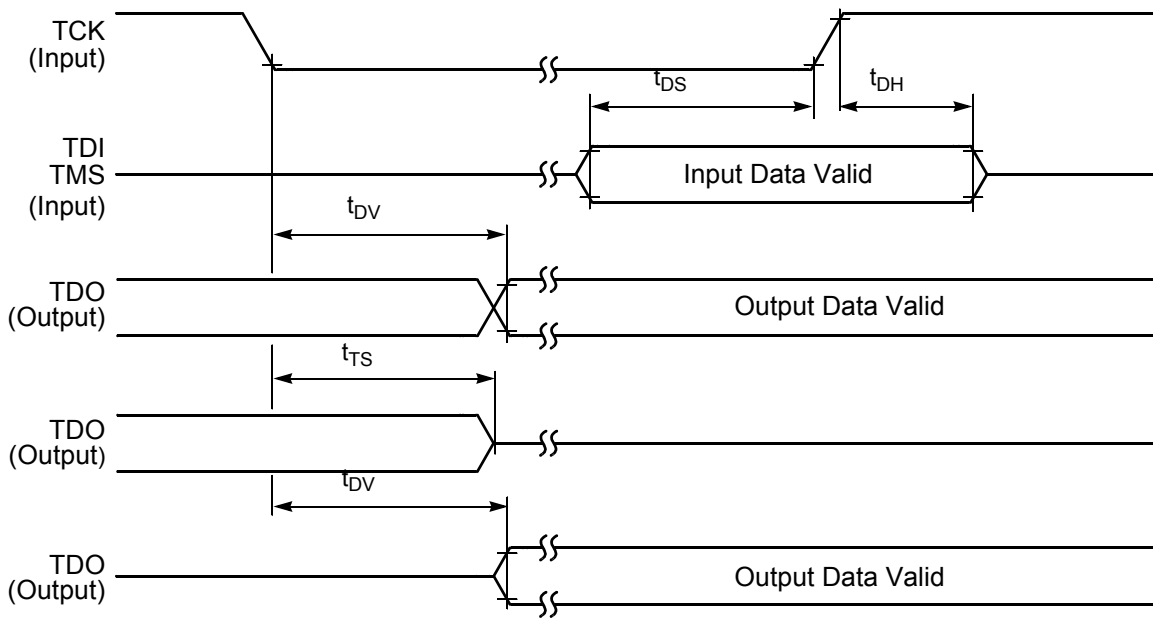 TCK
(Input)
tDS
tDH
TDI
TMS
(Input)
Input Data Valid
tDV
TDO
(Output)
Output Data Valid
tTS
TDO
(Output)
tDV
TDO
(Output)
Output Data Valid